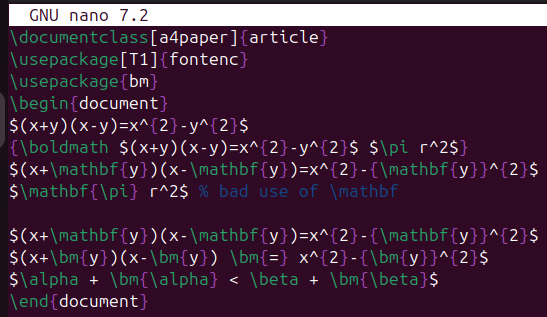 GNU nano 7.2
\documentclass[a4paper]{article}
\usepackage[T1]{fontenc}
\usepackage{bm}
\begin{document}
$(x+y)(x-y)=x^{2}-y^{2}$
{\boldmath $(x+y)(x-y)=x^{2}-y^{2}$ $\pi r^2$}
$(x+\mathbf{y})(x-\mathbf{y})=x^{2}-{\mathbf{y}}^{2}$
$\mathbf{\pi} r^2$ % bad use of \mathbf
$(x+\mathbf{y})(x-\mathbf{y})=x^{2}-{\mathbf{y}}^{2}$
$(x+\bm{y})(x-\bm{y}) \bm{=} x^{2}-{\bm{y}}^{2}$
$\alpha + \bm{\alpha} < \beta + \bm{\beta}$
\end{document}